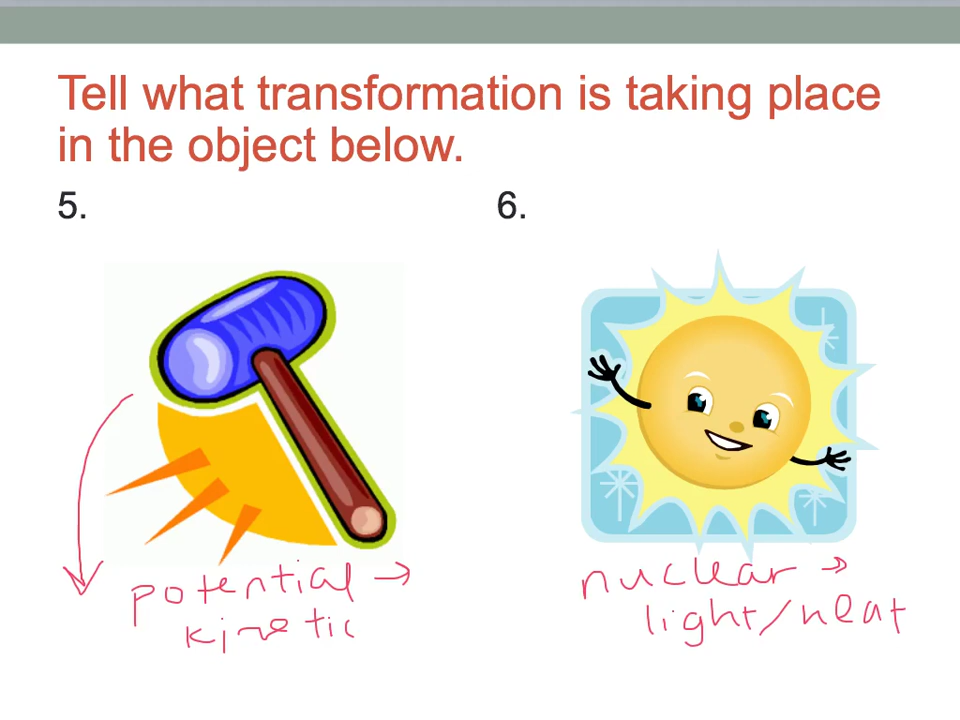 Tell what transformation is taking place
in the object below.
5.
6.
potential →
kinetic
nuclear →
light/heat